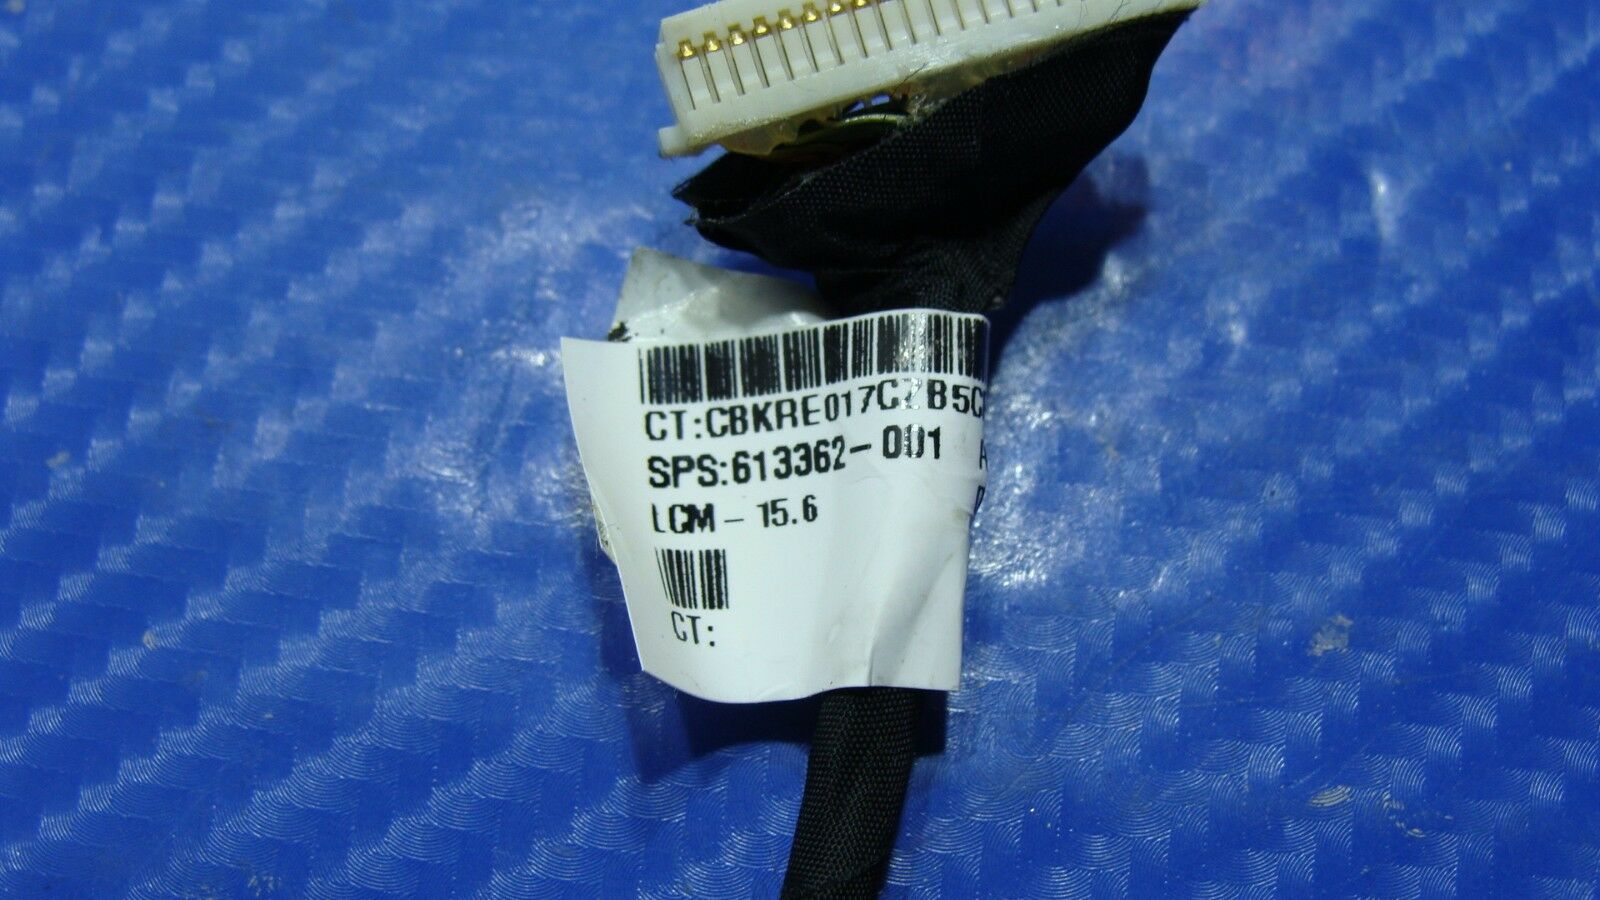 CT:CBKRE017CZB5C
SPS:613362-001
LCM - 15.6
CT: